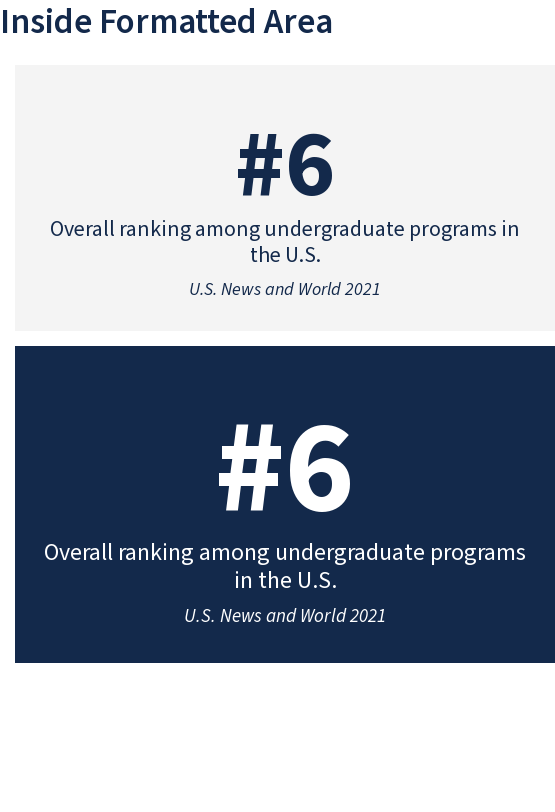 Inside Formatted Area
#6
Overall ranking among undergraduate programs in
the U.S.
U.S. News and World 2021
#6
Overall ranking among undergraduate programs
in the U.S.
U.S. News and World 2021